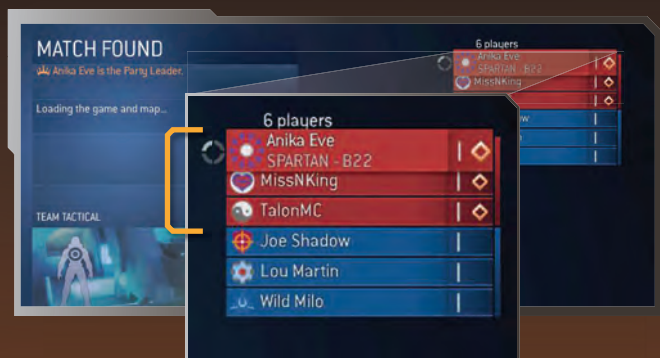 MATCH FOUND
Anika Eve is the Party Leader.
Loading the game and map...
TEAM TACTICAL
6 players
Anika Eve
SPARTAN - B22
MissNKing
ow
6 players
Anika Eve
SPARTAN - B22
MissNKing
TalonMC
Joe Shadow
Lou Martin
Wild Milo